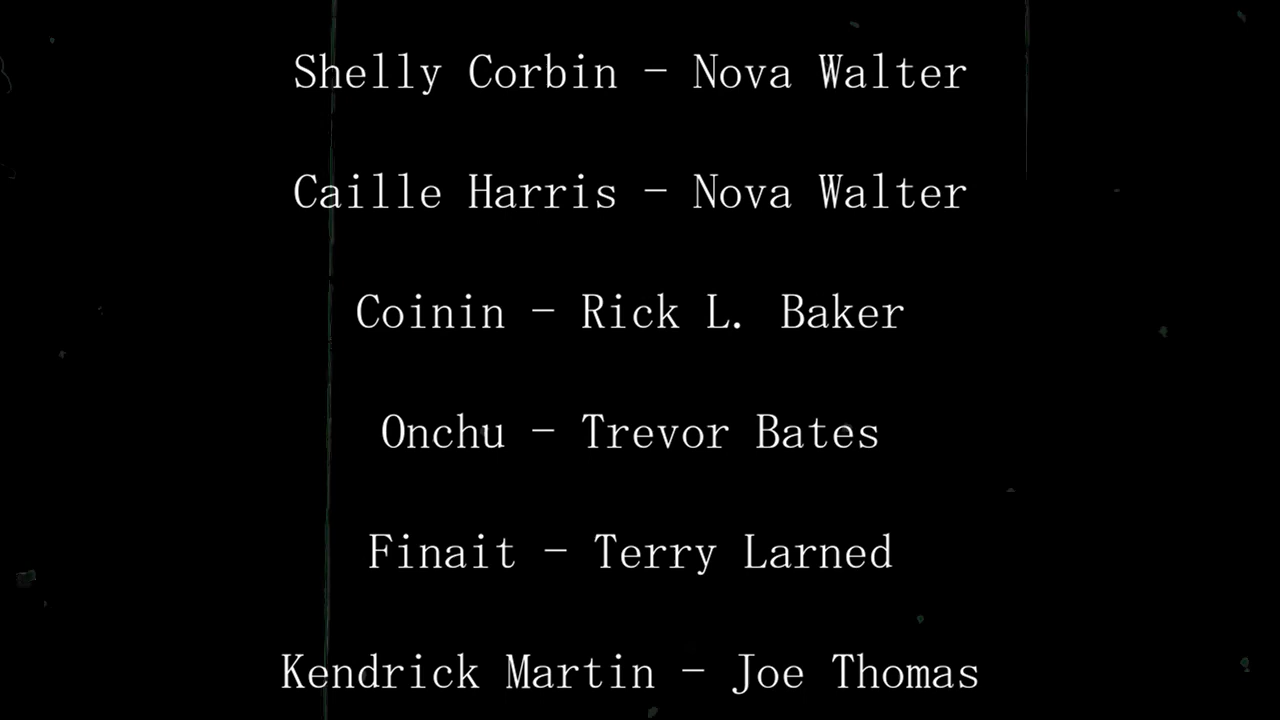 Shelly Corbin - Nova Walter
Caille Harris - Nova Walter
Coinin - Rick L. Baker
Onchu - Trevor Bates
Finait - Terry Larned
Kendrick Martin - Joe Thomas